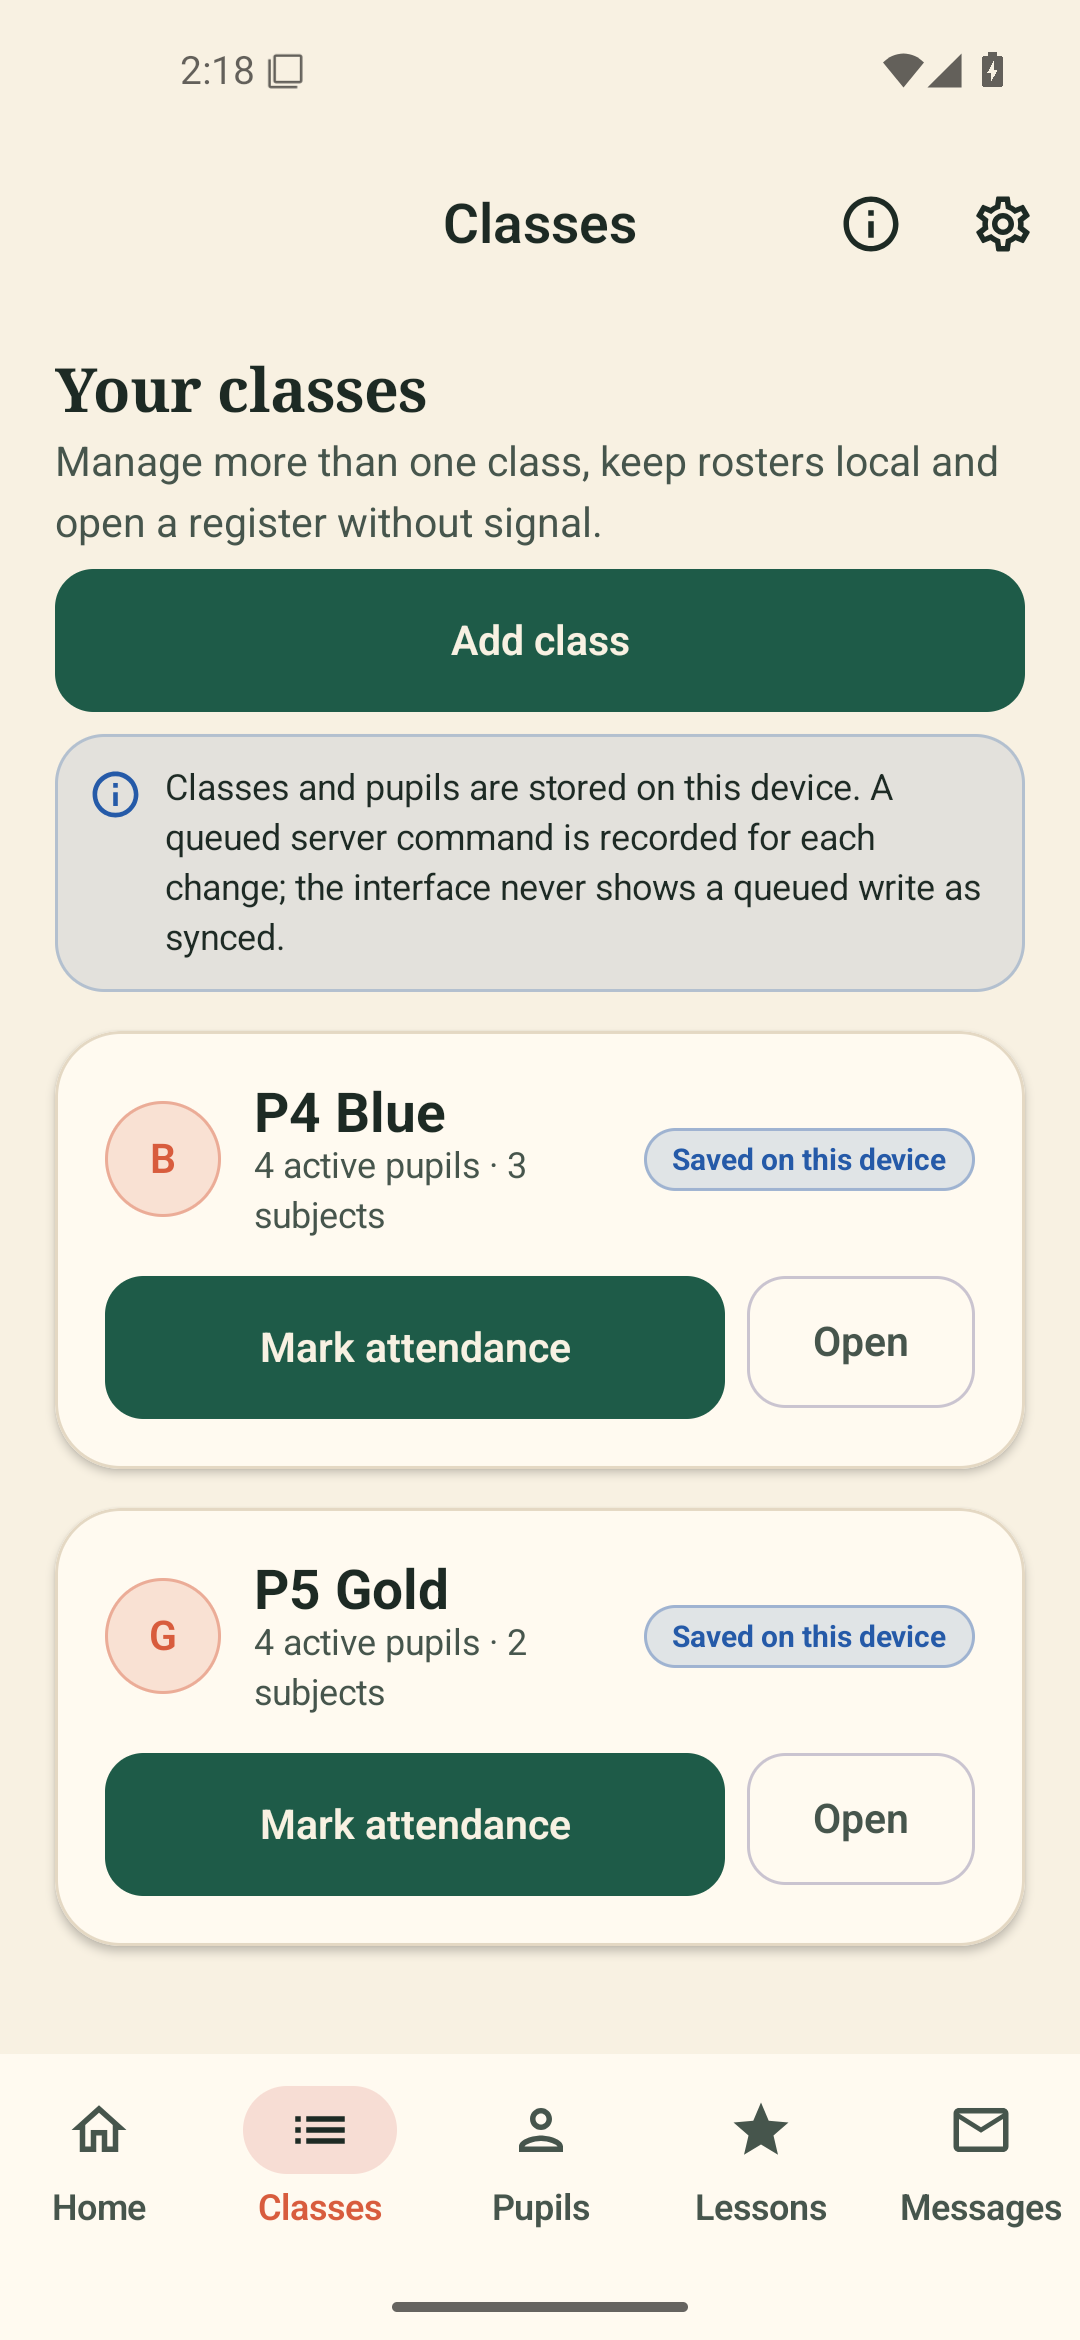 2:18
Classes
Your classes
Manage more than one class, keep rosters local and
open a register without signal.
Add class
Classes and pupils are stored on this device. A
queued server command is recorded for each
change; the interface never shows a queued write as
synced.
B
P4 Blue
4 active pupils · 3
subjects
Saved on this device
Mark attendance
Open
G
P5 Gold
4 active pupils · 2
subjects
Saved on this device
Mark attendance
Open
Home
Classes
Pupils
Lessons
Messages